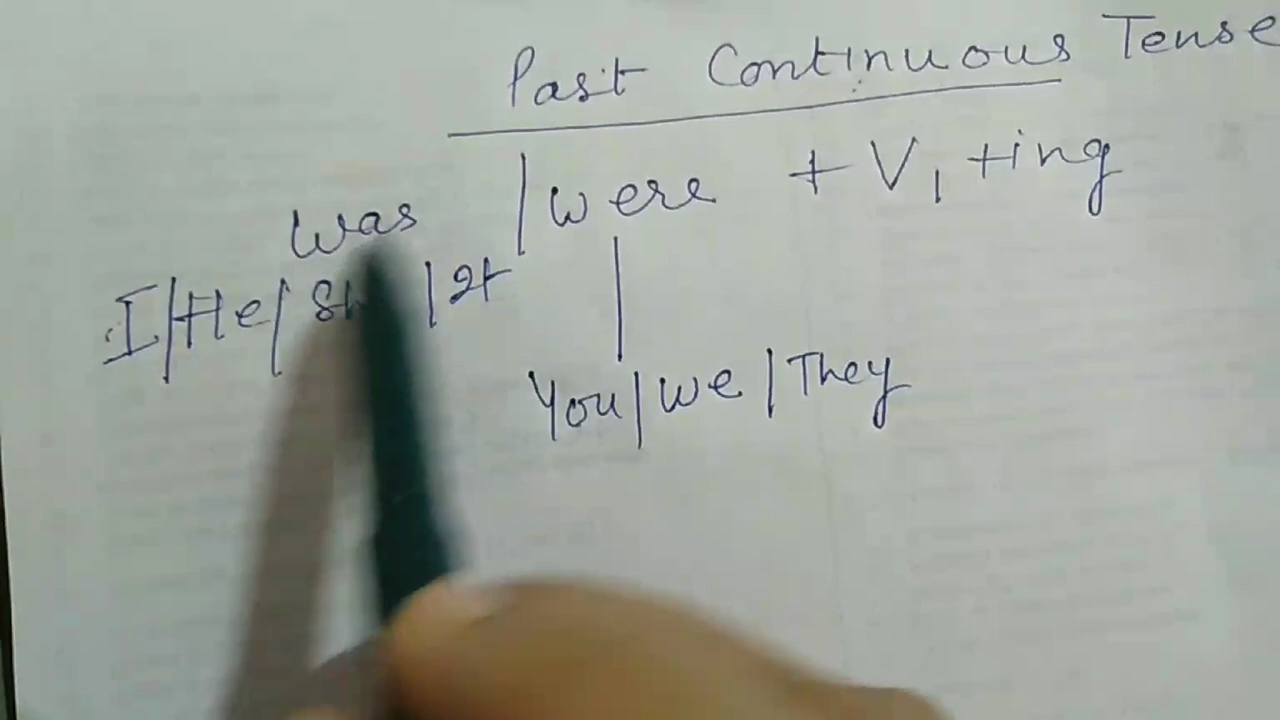 Past Continuous Tense
was / were + V1 +ing
I/He/ / It
You/we/They